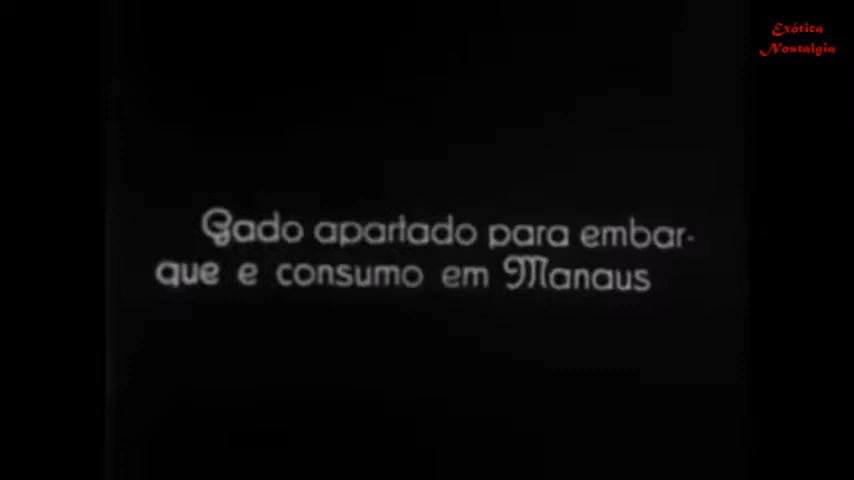 Exótica
Nostalgia
Gado apartado para embar-
que e consumo em Manaus